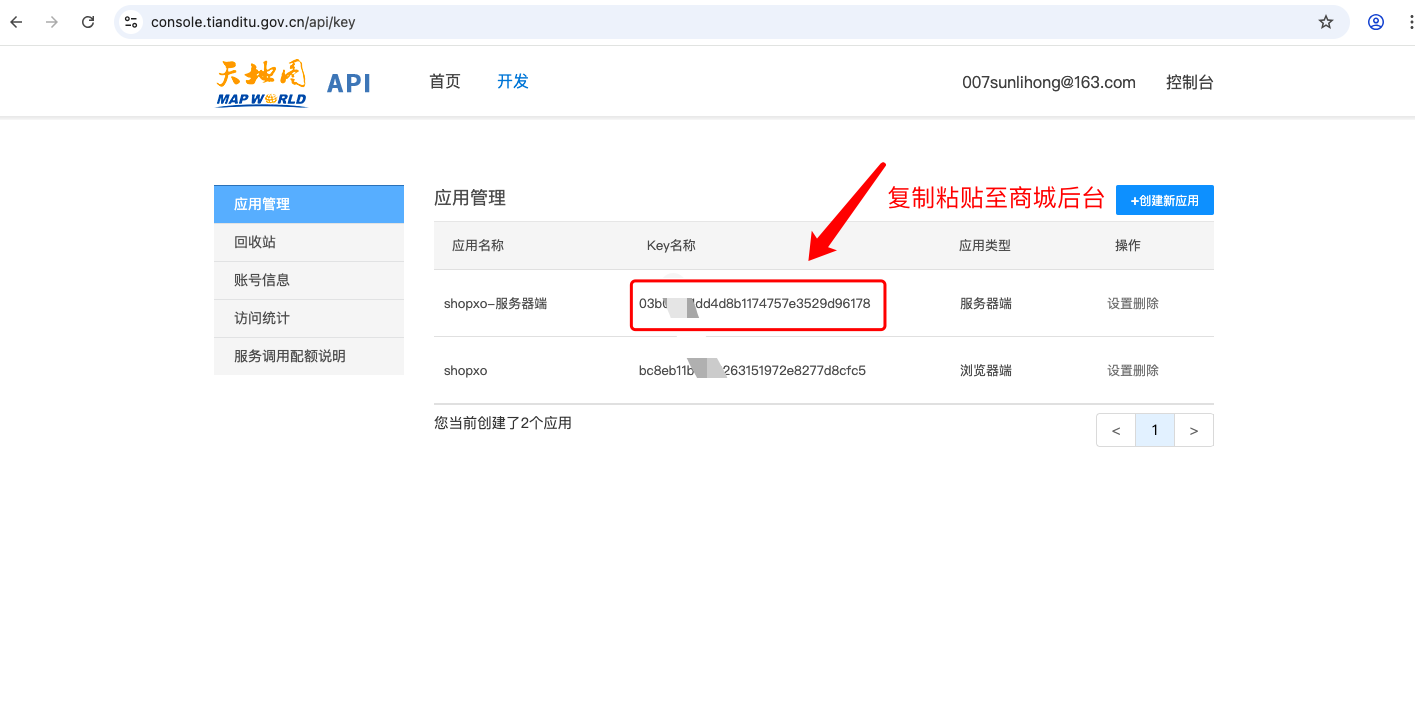 console.tianditu.gov.cn/api/key
天地图
MAP WORLD
API
首页
开发
007sunlihong@163.com
控制台
应用管理
回收站
账号信息
访问统计
服务调用配额说明
应用管理
复制粘贴至商城后台
+创建新应用
应用名称 Key名称 应用类型 操作
shopxo-服务器端 03b dd4d8b1174757e3529d96178 服务器端 设置删除
shopxo bc8eb11b 263151972e8277d8cfc5 浏览器端 设置删除
您当前创建了2个应用
< 1 >